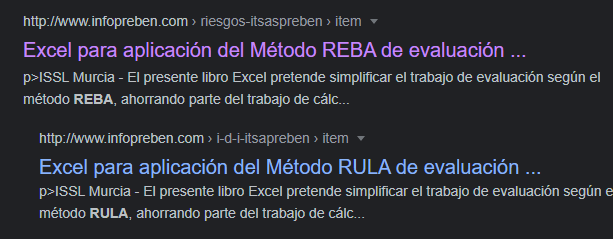 http://www.infopreben.com › riesgos-itsaspreben › item
Excel para aplicación del Método REBA de evaluación ...
p>ISSL Murcia - El presente libro Excel pretende simplificar el trabajo de evaluación según el
método REBA, ahorrando parte del trabajo de cálc...
http://www.infopreben.com › i-d-i-itsapreben › item
Excel para aplicación del Método RULA de evaluación ...
p>ISSL Murcia - El presente libro Excel pretende simplificar el trabajo de evaluación según e
método RULA, ahorrando parte del trabajo de cálc...